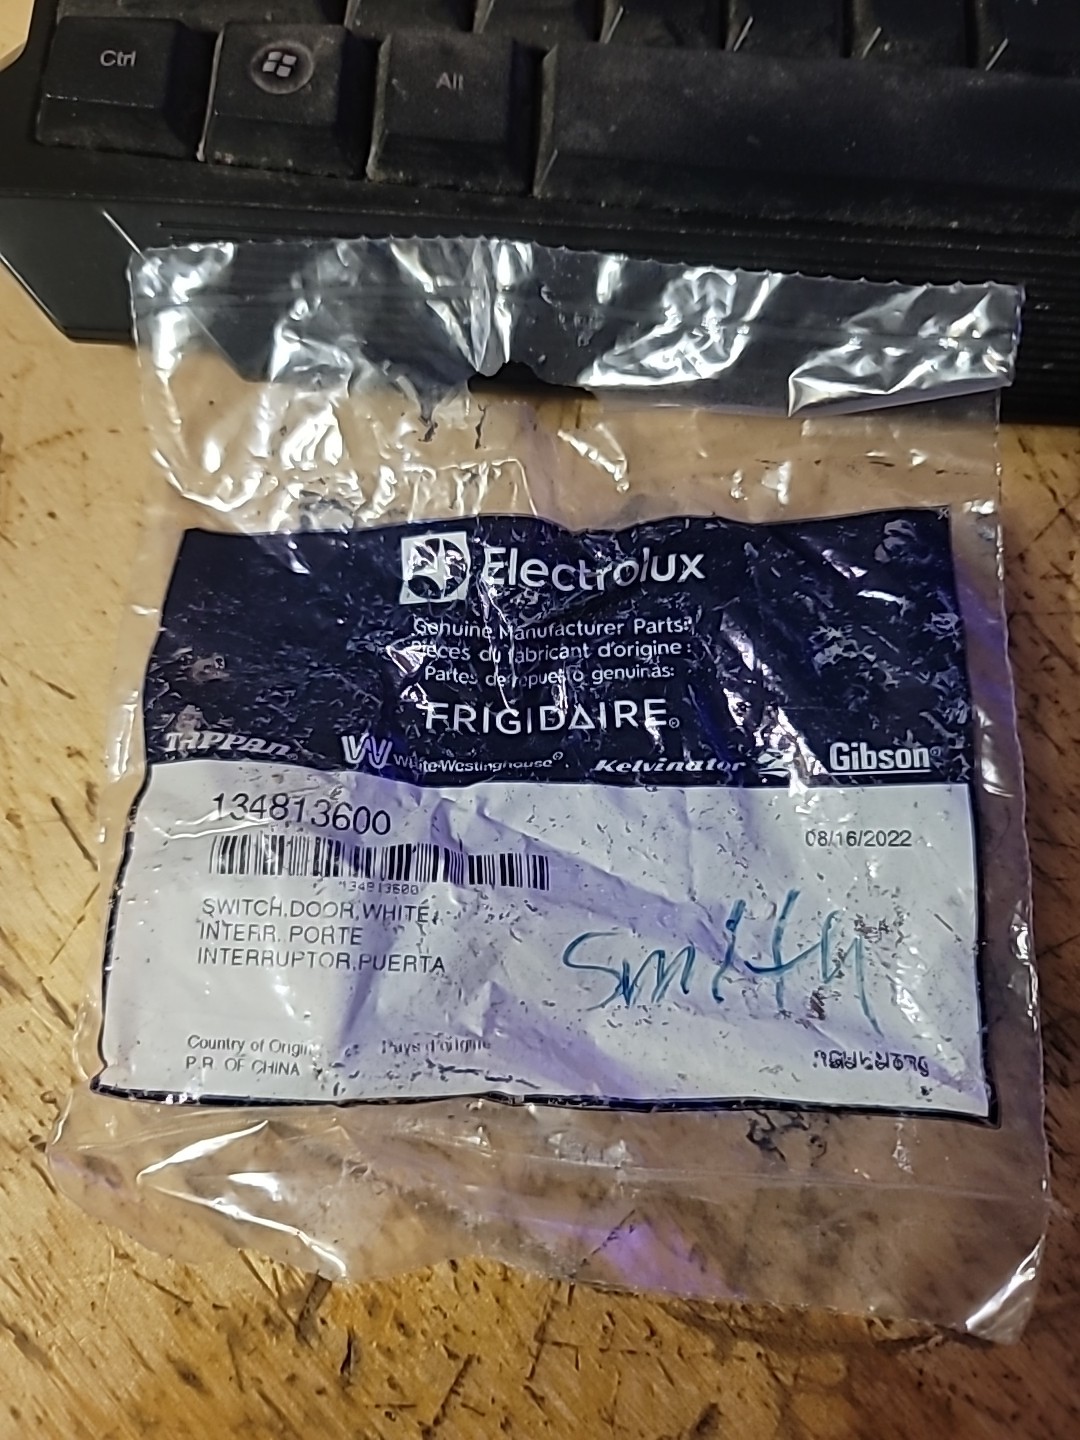 Ctrl
Alt
Electrolux
Genuine Manufacturer Parts:
Pièces du fabricant d'origine :
Partes de repuesto genuinas:
FRIGIDAIRE®
TAPPAN® White-Westinghouse®. Kelvinator Gibson®
134813600
08/16/2022
134813600
SWITCH,DOOR,WHITE,
INTERR. PORTE
INTERRUPTOR,PUERTA
smith
Country of Origin Pays d'origine
P.R. OF CHINA